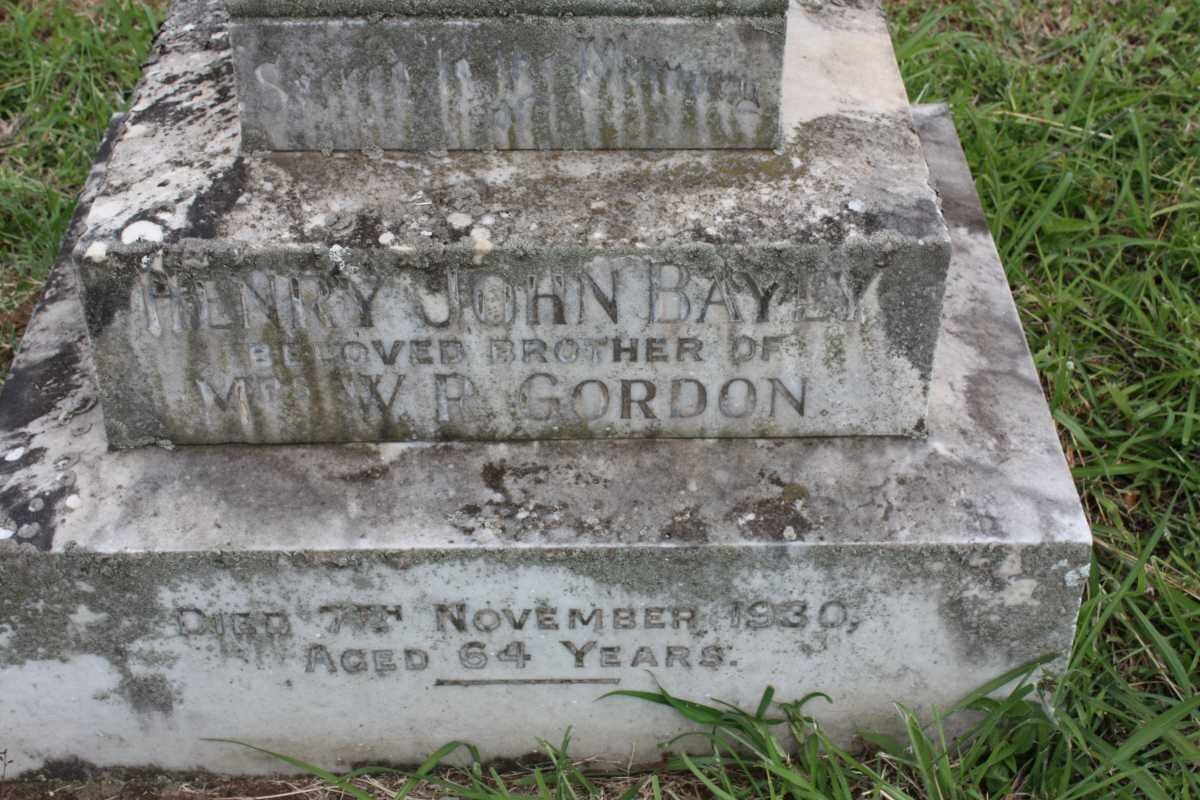 HENRY JOHN BAYLY
BELOVED BROTHER OF
MRS W. R. GORDON.
DIED 7TH NOVEMBER 1930,
AGED 64 YEARS.